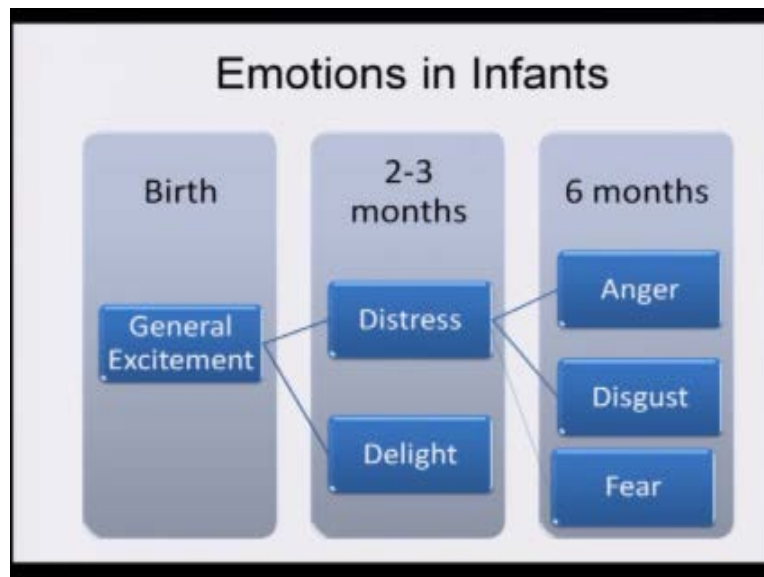 Emotions in Infants
Birth
General
Excitement
2-3
months
Distress
Delight
6 months
Anger
Disgust
Fear